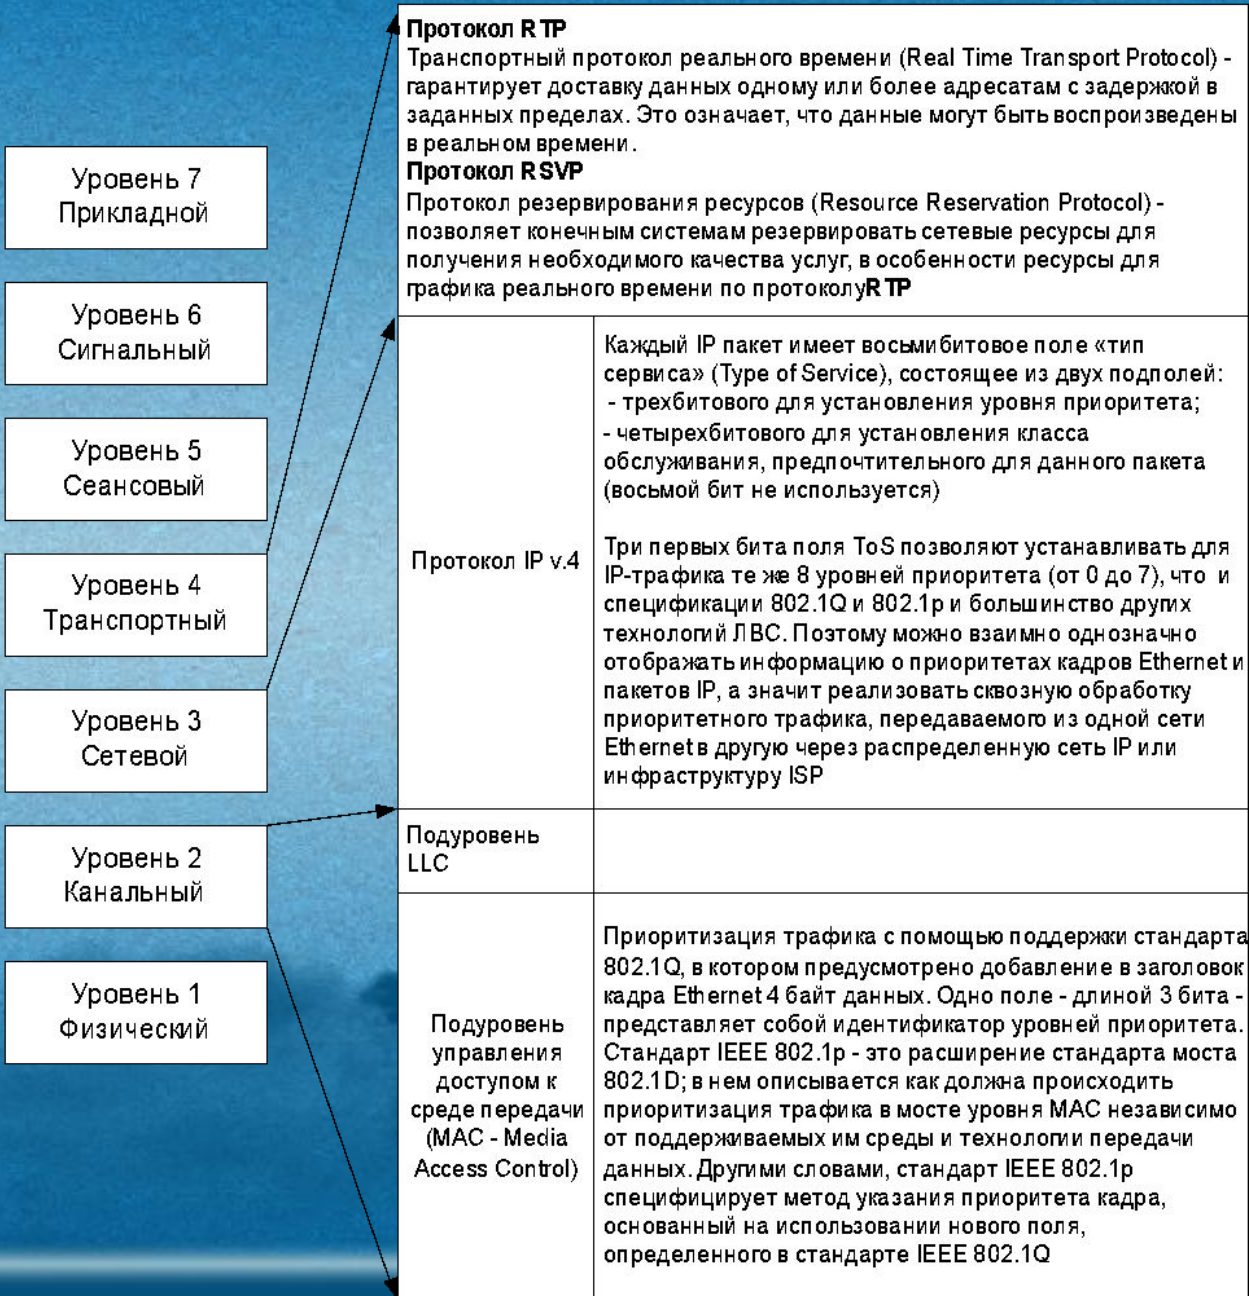 Уровень 7
Прикладной
Уровень 6
Сигнальный
Уровень 5
Сеансовый
Уровень 4
Транспортный
Уровень 3
Сетевой
Уровень 2
Канальный
Уровень 1
Физический
Протокол RTP
Транспортный протокол реального времени (Real Time Transport Protocol) -
гарантирует доставку данных одному или более адресатам с задержкой в
заданных пределах. Это означает, что данные могут быть воспроизведены
в реальном времени.
Протокол RSVP
Протокол резервирования ресурсов (Resource Reservation Protocol) -
позволяет конечным системам резервировать сетевые ресурсы для
получения необходимого качества услуг, в особенности ресурсы для
графика реального времени по протоколуRTP
Протокол IP v.4
Каждый IP пакет имеет восьмибитовое поле «тип
сервиса» (Type of Service), состоящее из двух подполей:
- трехбитового для установления уровня приоритета;
- четырехбитового для установления класса
обслуживания, предпочтительного для данного пакета
(восьмой бит не используется)
Три первых бита поля ToS позволяют устанавливать для
IP-трафика те же 8 уровней приоритета (от 0 до 7), что и
спецификации 802.1Q и 802.1p и большинство других
технологий ЛВС. Поэтому можно взаимно однозначно
отображать информацию о приоритетах кадров Ethernet и
пакетов IP, а значит реализовать сквозную обработку
приоритетного трафика, передаваемого из одной сети
Ethernet в другую через распределенную сеть IP или
инфраструктуру ISP
Подуровень
LLC
Подуровень
управления
доступом к
среде передачи
(MAC - Media
Access Control)
Приоритизация трафика с помощью поддержки стандарта
802.1Q, в котором предусмотрено добавление в заголовок
кадра Ethernet 4 байт данных. Одно поле - длиной 3 бита -
представляет собой идентификатор уровней приоритета.
Стандарт IEEE 802.1p - это расширение стандарта моста
802.1D; в нем описывается как должна происходить
приоритизация трафика в мосте уровня MAC независимо
от поддерживаемых им среды и технологии передачи
данных. Другими словами, стандарт IEEE 802.1p
специфицирует метод указания приоритета кадра,
основанный на использовании нового поля,
определенного в стандарте IEEE 802.1Q